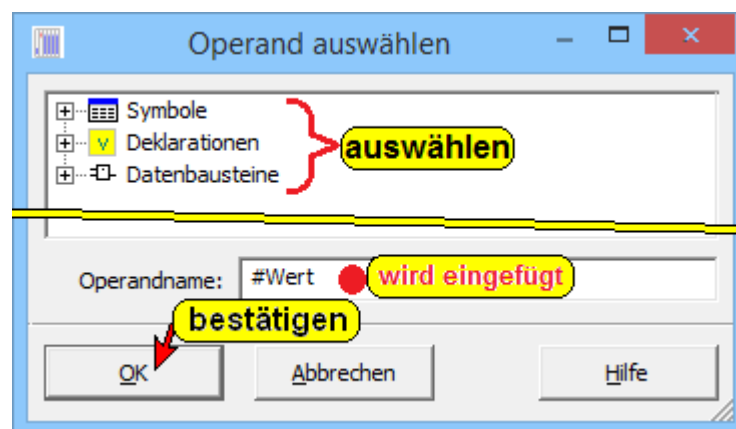 Operand auswählen
Symbole
Deklarationen
auswählen
Datenbausteine
Operandname: #Wert wird eingefügt
bestätigen
OK Abbrechen Hilfe